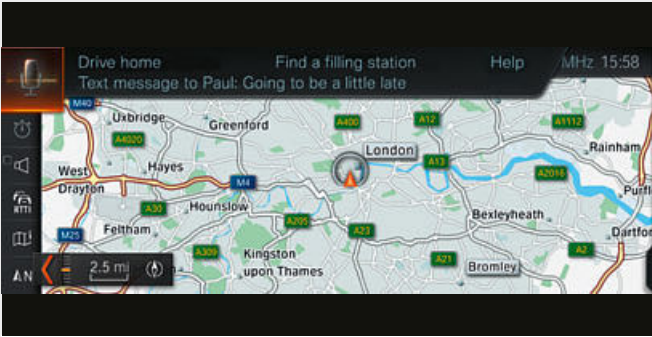 Drive home Find a filling station Help MHz 15:58
Text message to Paul: Going to be a little late
M40
Uxbridge
Greenford
A400
A12
A1112
A4020
London
Rainham
West
Drayton
Hayes
M4
A13
A2016
A30
Hounslow
A205
Bexleyheath
RTTI
M25
Feltham
A23
Kingston
upon Thames
A309
A21
Bromley
A2
2.5 mi
N